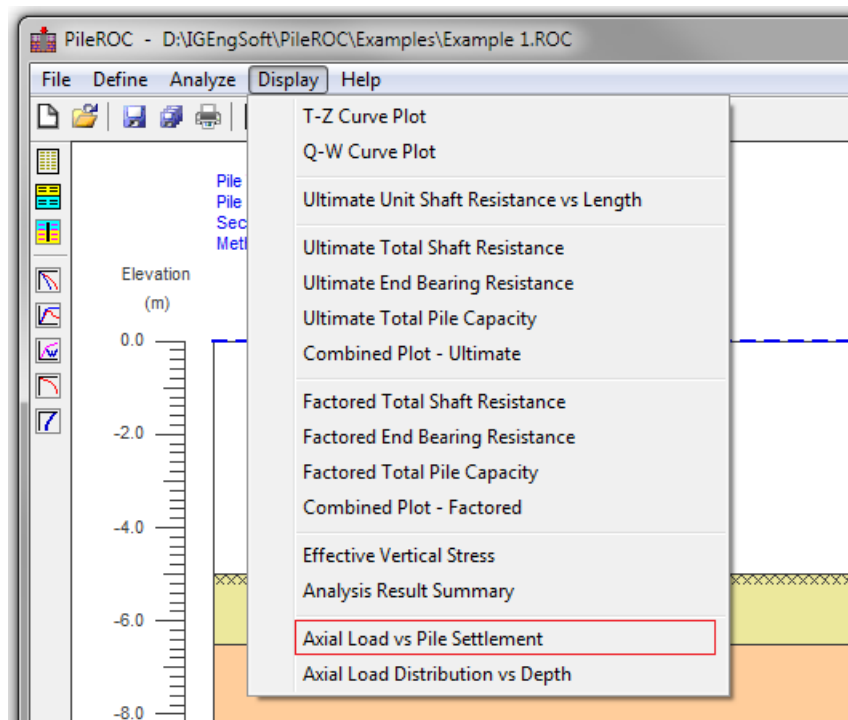 PileROC - D:\IGEngSoft\PileROC\Examples\Example 1.ROC
File Define Analyze Display Help
T-Z Curve Plot
Q-W Curve Plot
Pile
Pile
Ultimate Unit Shaft Resistance vs Length
Sec
Elevation
(m)
Ultimate Total Shaft Resistance
Ultimate End Bearing Resistance
Ultimate Total Pile Capacity
0.0
Combined Plot - Ultimate
Factored Total Shaft Resistance
-2.0
Factored End Bearing Resistance
Factored Total Pile Capacity
Combined Plot - Factored
-4.0
Effective Vertical Stress
Analysis Result Summary
-6.0
Axial Load vs Pile Settlement
Axial Load Distribution vs Depth
-8.0